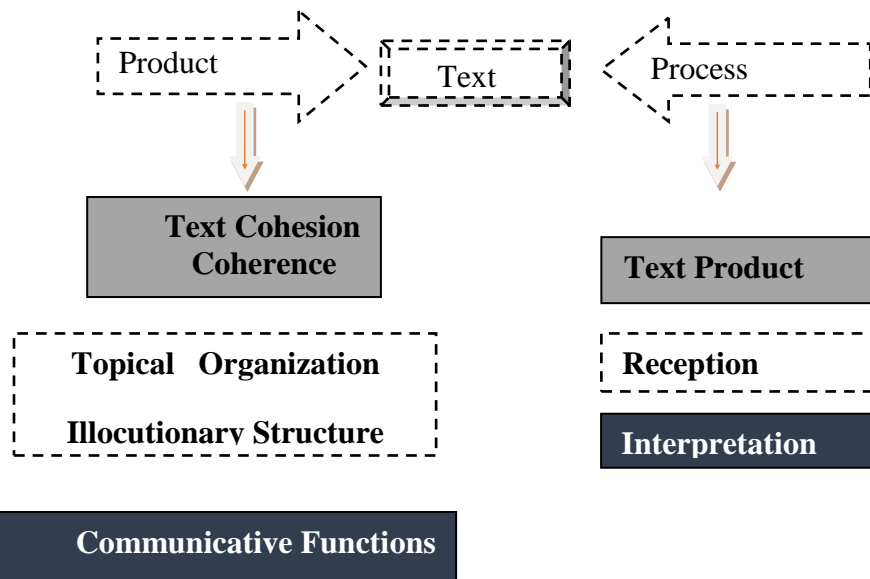 Product
Text
Process
Text Cohesion
Coherence
Text Product
Topical Organization
Illocutionary Structure
Reception
Interpretation
Communicative Functions